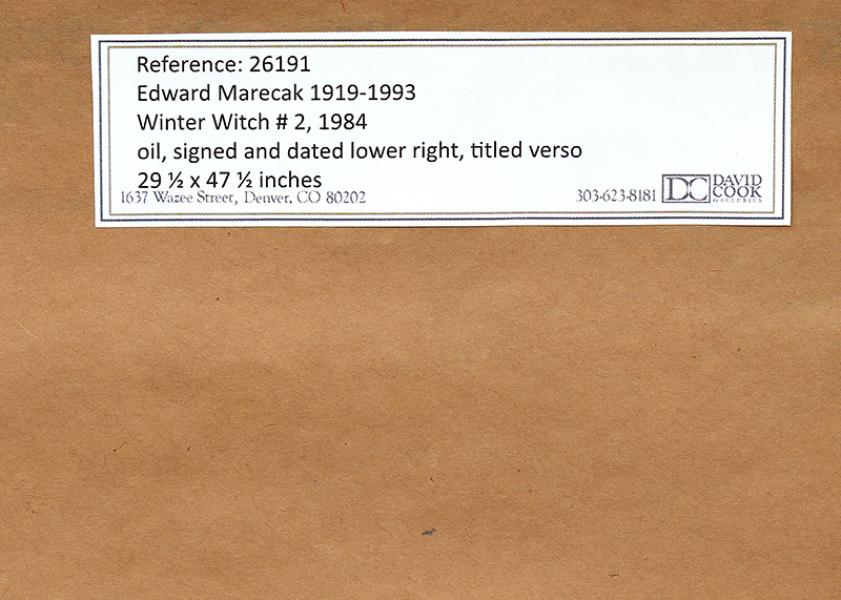 Reference: 26191
Edward Marecak 1919-1993
Winter Witch # 2, 1984
oil, signed and dated lower right, titled verso
29 ½ x 47 ½ inches
1637 Wazee Street, Denver, CO 80202
303-623-8181
DC
DAVID
COOK
GALLERIES